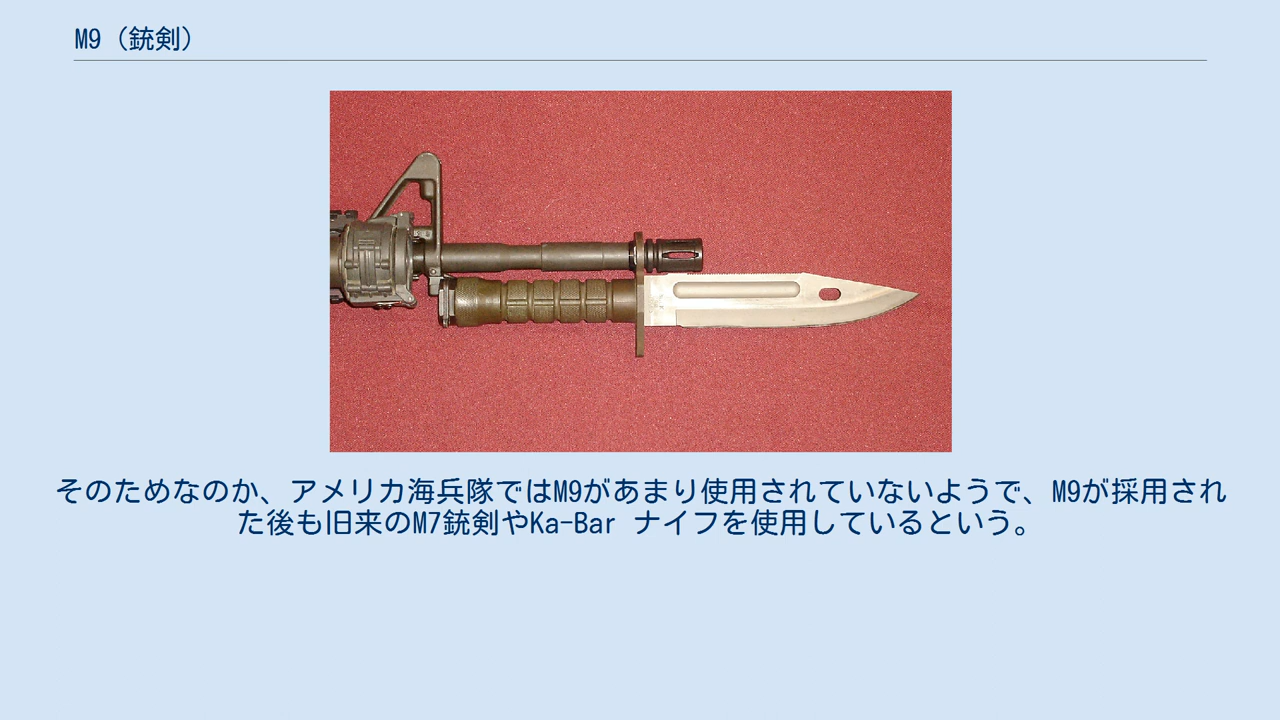 M9（銃剣）
そのためなのか、アメリカ海兵隊ではM9があまり使用されていないようで、M9が採用され
た後も旧来のM7銃剣やKa-Bar ナイフを使用しているという。